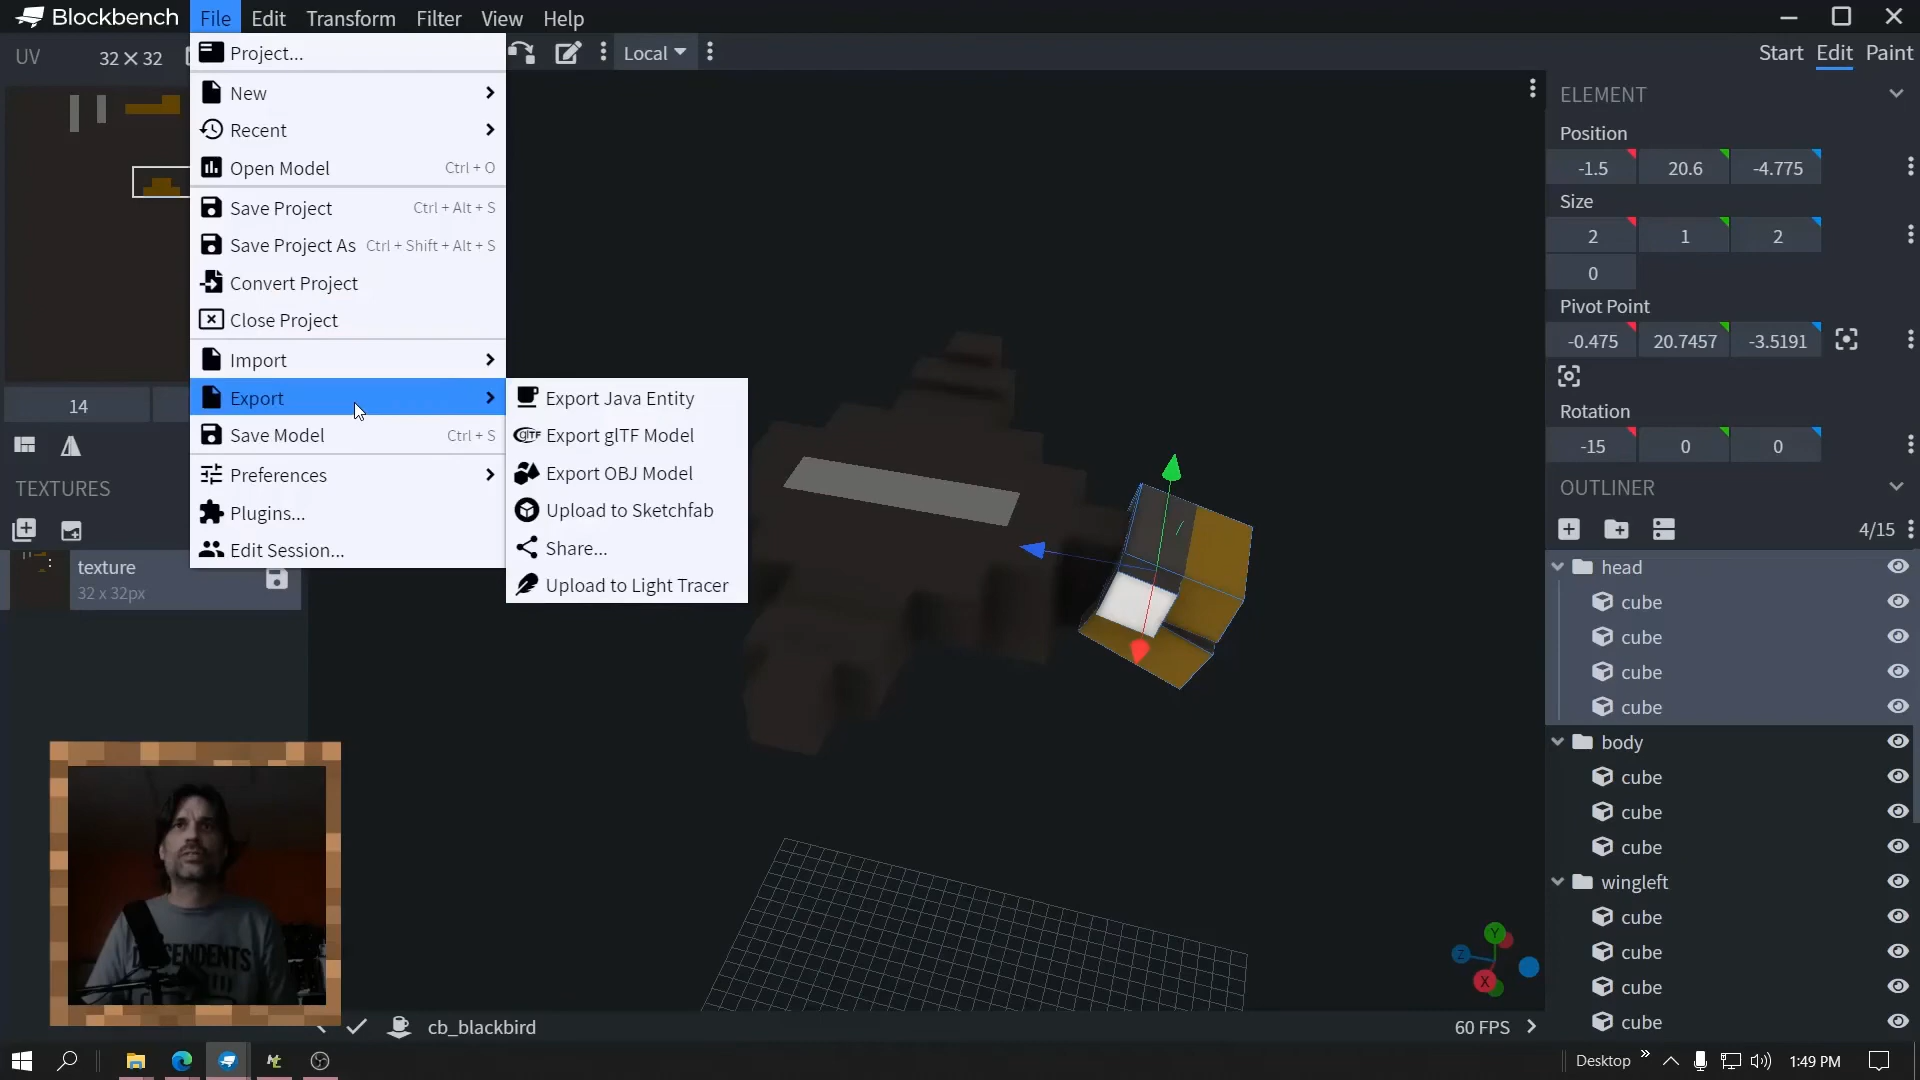 Blockbench File Edit Transform Filter View Help
UV 32 × 32 Local Start Edit Paint
Project...
New
Recent
Open Model Ctrl + O
Save Project Ctrl + Alt + S
Save Project As Ctrl + Shift + Alt + S
Convert Project
Close Project
Import
Export
Save Model Ctrl + S
Preferences
Plugins...
Edit Session...
Export Java Entity
Export glTF Model
Export OBJ Model
Upload to Sketchfab
Share...
Upload to Light Tracer
14
TEXTURES
texture
32 x 32px
ELEMENT
Position
-1.5 20.6 -4.775
Size
2 1 2
0
Pivot Point
-0.475 20.7457 -3.5191
Rotation
-15 0 0
OUTLINER
4/15
head
cube
cube
cube
cube
body
cube
cube
cube
wingleft
cube
cube
cube
cube
Y
Z
X
cb_blackbird 60 FPS
Desktop 1:49 PM